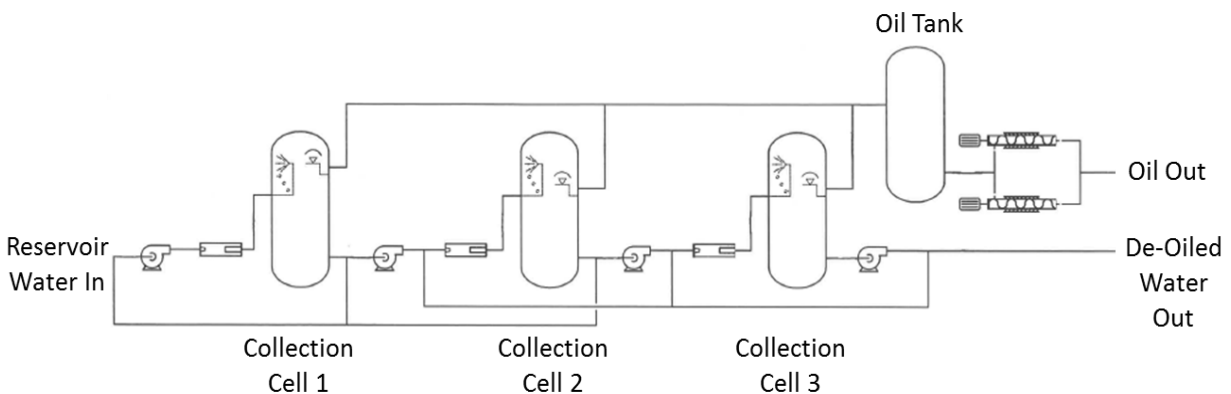 Oil Tank
Oil Out
Reservoir
Water In
De-Oiled
Water
Out
Collection
Cell 1
Collection
Cell 2
Collection
Cell 3